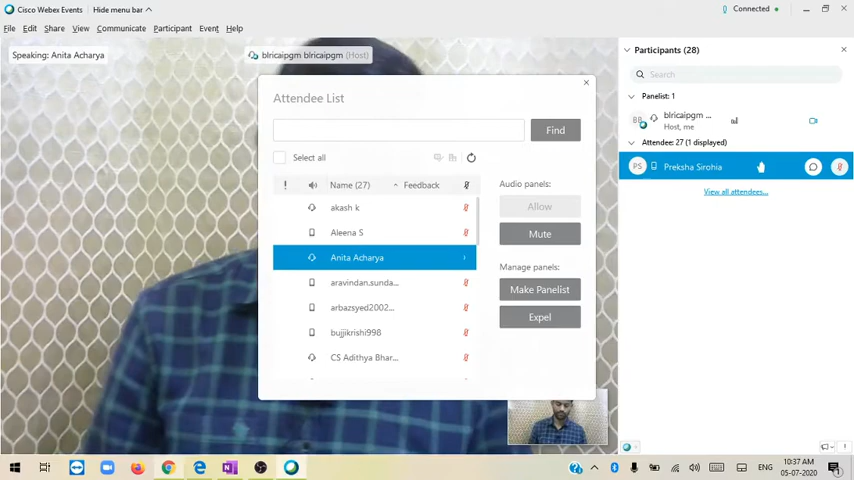 Cisco Webex Events
Hide menu bar
Connected
File Edit Share View Communicate Participant Event Help
Speaking: Anita Acharya
blricaipgm blricaipgm (Host)
Attendee List
Find
Select all
! Name (27) Feedback
akash k
Aleena S
Anita Acharya
aravindan.sunda...
arbazsyed2002...
bujjikrishi998
CS Adithya Bhar...
Audio panels:
Allow
Mute
Manage panels:
Make Panelist
Expel
Participants (28)
Search
Panelist: 1
BB
blricaipgm ...
Host, me
Attendee: 27 (1 displayed)
PS Preksha Sirohia
View all attendees...
ENG
10:37 AM
05-07-2020
1